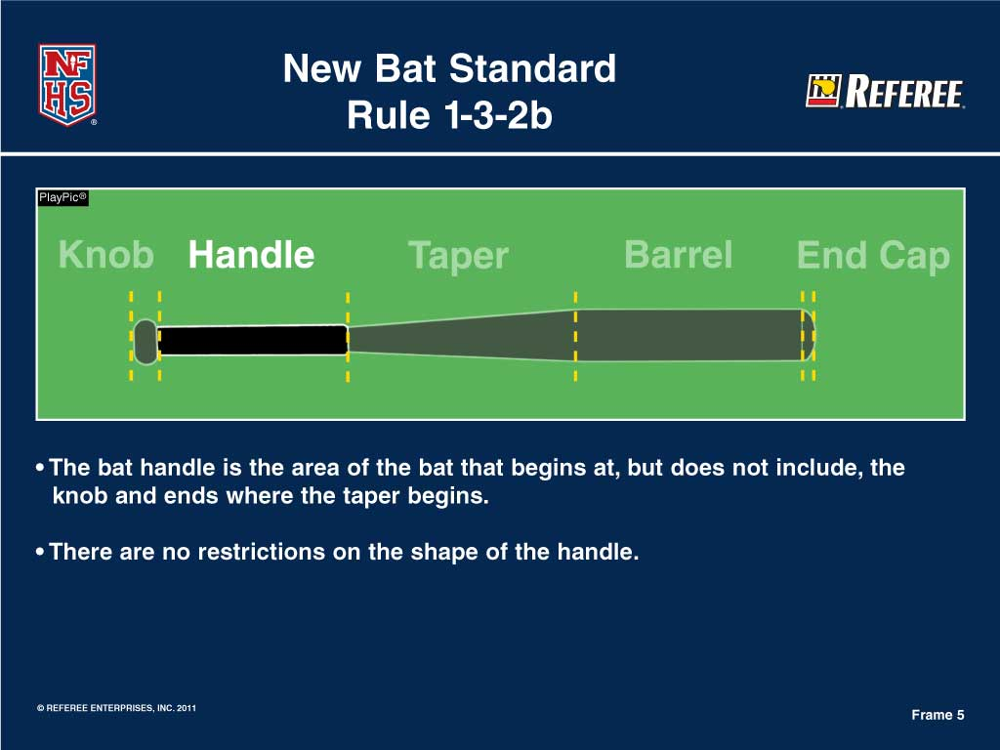 NFHS
®
New Bat Standard
Rule 1-3-2b
REFEREE
PlayPic®
Knob Handle Taper Barrel End Cap
• The bat handle is the area of the bat that begins at, but does not include, the
knob and ends where the taper begins.
• There are no restrictions on the shape of the handle.
© REFEREE ENTERPRISES, INC. 2011
Frame 5